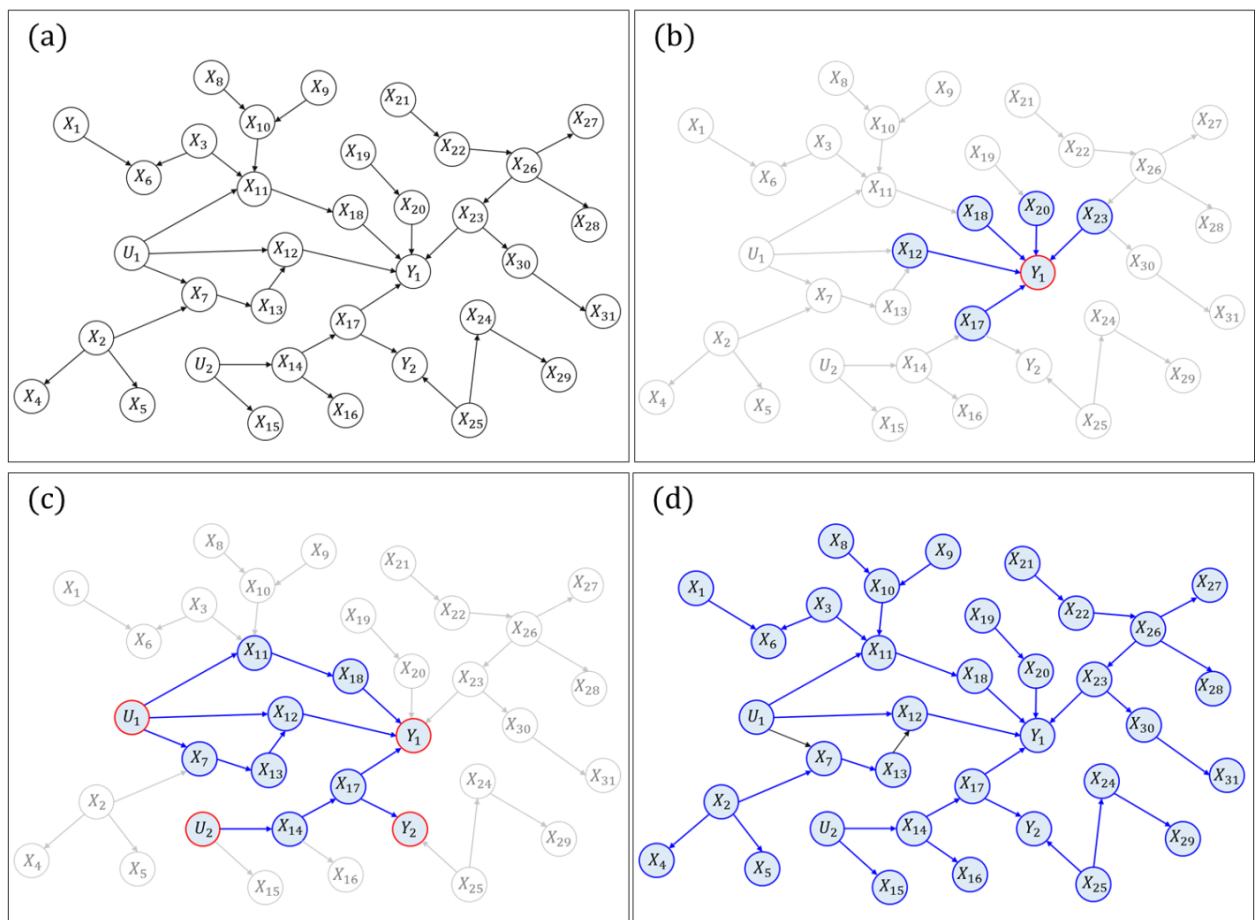 (a)
X₈
X₉
X₂₁
X₁
X₁₀
X₂₇
X₃
X₁₉
X₂₂
X₆
X₂₆
X₁₁
X₁₈
X₂₀
X₂₃
X₂₈
U₁
X₁₂
X₃₀
Y₁
X₇
X₁₃
X₃₁
X₁₇
X₂₄
X₂
U₂
X₁₄
Y₂
X₂₉
X₄
X₅
X₁₅
X₁₆
X₂₅
(b)
X₈
X₉
X₂₁
X₁
X₁₀
X₂₇
X₃
X₁₉
X₂₂
X₆
X₂₆
X₁₁
X₁₈
X₂₀
X₂₃
X₂₈
U₁
X₁₂
X₃₀
Y₁
X₇
X₁₃
X₃₁
X₁₇
X₂₄
X₂
U₂
X₁₄
Y₂
X₂₉
X₄
X₅
X₁₅
X₁₆
X₂₅
(c)
X₈
X₉
X₂₁
X₁
X₁₀
X₂₇
X₃
X₁₉
X₂₂
X₆
X₂₆
X₁₁
X₁₈
X₂₀
X₂₃
X₂₈
U₁
X₁₂
X₃₀
Y₁
X₇
X₁₃
X₃₁
X₁₇
X₂₄
X₂
U₂
X₁₄
Y₂
X₂₉
X₄
X₅
X₁₅
X₁₆
X₂₅
(d)
X₈
X₉
X₂₁
X₁
X₁₀
X₂₇
X₃
X₁₉
X₂₂
X₆
X₂₆
X₁₁
X₁₈
X₂₀
X₂₃
X₂₈
U₁
X₁₂
X₃₀
Y₁
X₇
X₁₃
X₃₁
X₁₇
X₂₄
X₂
U₂
X₁₄
Y₂
X₂₉
X₄
X₅
X₁₅
X₁₆
X₂₅